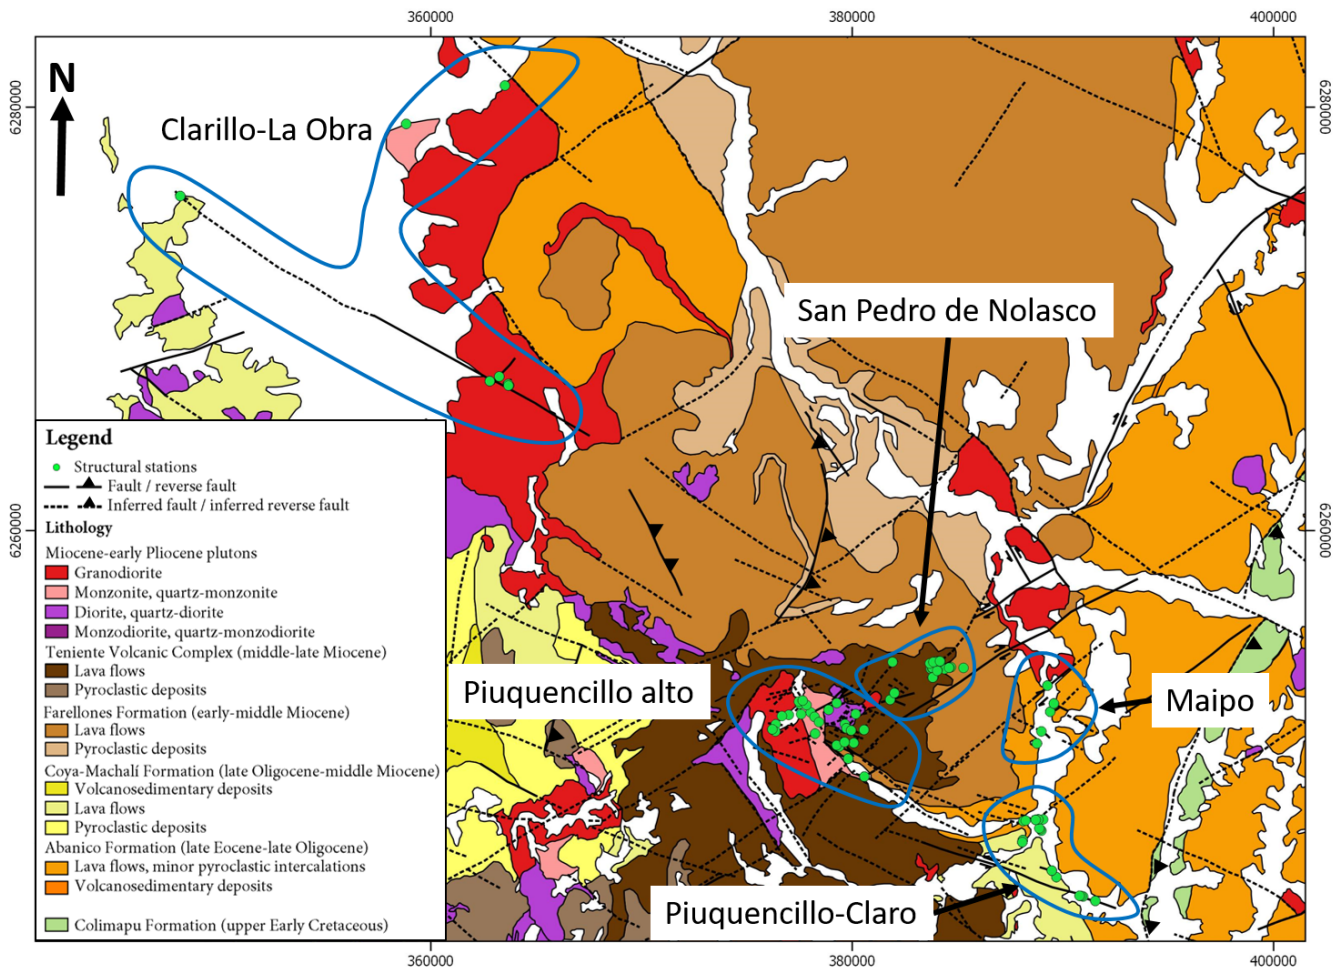 360000
380000
400000
N
6280000
6280000
Clarillo-La Obra
San Pedro de Nolasco
Legend
Structural stations
Fault / reverse fault
Inferred fault / inferred reverse fault
Lithology
Miocene-early Pliocene plutons
Granodiorite
Monzonite, quartz-monzonite
Diorite, quartz-diorite
Monzodiorite, quartz-monzodiorite
Teniente Volcanic Complex (middle-late Miocene)
Lava flows
Pyroclastic deposits
Farellones Formation (early-middle Miocene)
Lava flows
Pyroclastic deposits
Coya-Machalí Formation (late Oligocene-middle Miocene)
Volcanosedimentary deposits
Lava flows
Pyroclastic deposits
Abanico Formation (late Eocene-late Oligocene)
Lava flows, minor pyroclastic intercalations
Volcanosedimentary deposits
Colimapu Formation (upper Early Cretaceous)
6260000
6260000
Piuquencillo alto
Maipo
Piuquencillo-Claro
360000
380000
400000